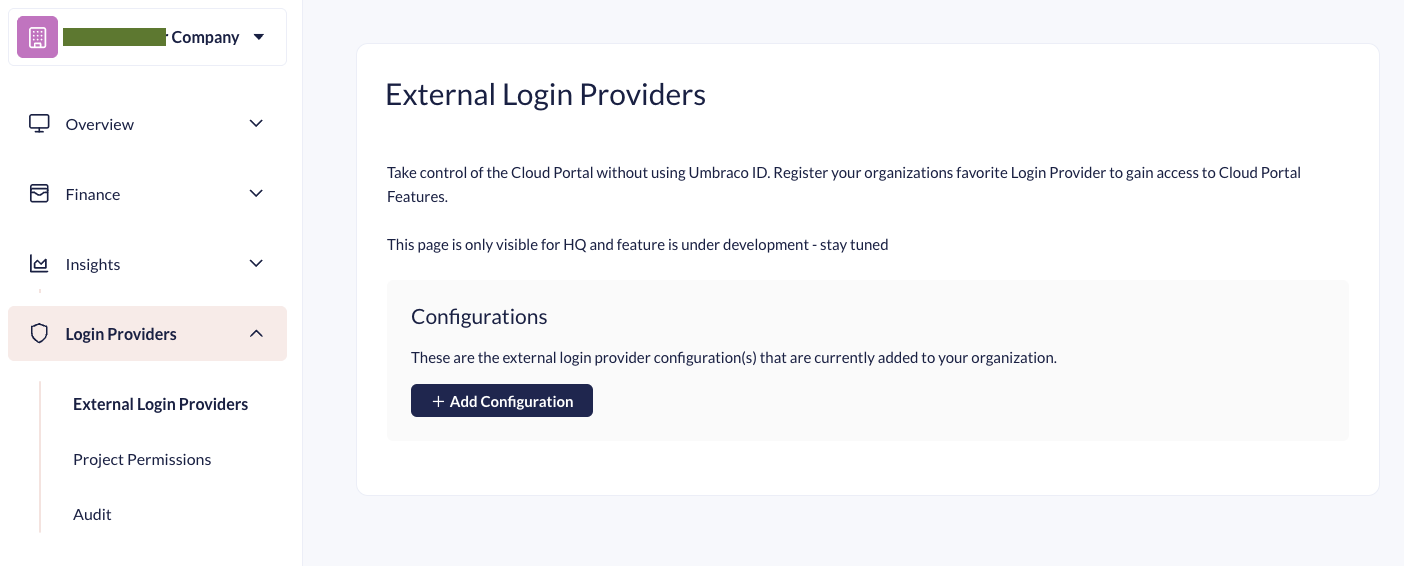 Company
Overview
Finance
Insights
Login Providers
External Login Providers
Project Permissions
Audit
External Login Providers
Take control of the Cloud Portal without using Umbraco ID. Register your organizations favorite Login Provider to gain access to Cloud Portal
Features.
This page is only visible for HQ and feature is under development - stay tuned
Configurations
These are the external login provider configuration(s) that are currently added to your organization.
+ Add Configuration